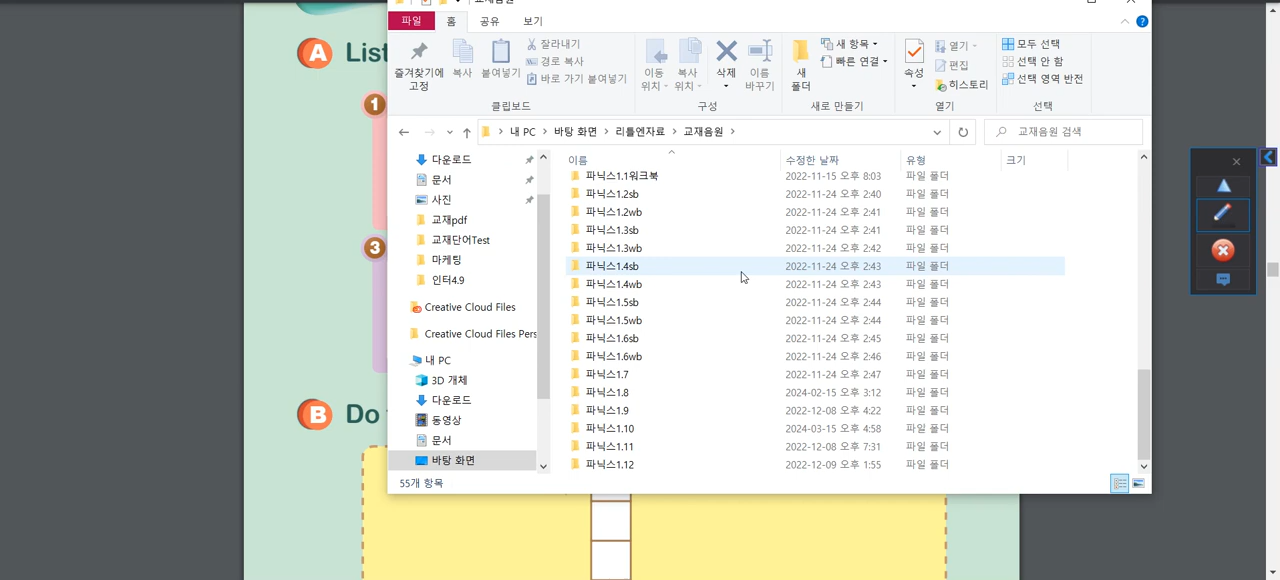 교재음원
파일 홈 공유 보기
A List
즐겨찾기에 고정
복사
붙여넣기
잘라내기
경로 복사
바로 가기 붙여넣기
클립보드
이동 위치
복사 위치
삭제
이름 바꾸기
구성
새 폴더
새 항목
빠른 연결
새로 만들기
속성
열기
편집
히스토리
열기
모두 선택
선택 안 함
선택 영역 반전
선택
1
내 PC > 바탕 화면 > 리틀엔자료 > 교재음원 >
교재음원 검색
다운로드
문서
사진
교재pdf
교재단어Test
마케팅
인터4.9
Creative Cloud Files
Creative Cloud Files Pers
내 PC
3D 개체
다운로드
동영상
문서
바탕 화면
이름 수정한 날짜 유형 크기
파닉스1.1워크북 2022-11-15 오후 8:03 파일 폴더
파닉스1.2sb 2022-11-24 오후 2:40 파일 폴더
파닉스1.2wb 2022-11-24 오후 2:41 파일 폴더
파닉스1.3sb 2022-11-24 오후 2:41 파일 폴더
파닉스1.3wb 2022-11-24 오후 2:42 파일 폴더
파닉스1.4sb 2022-11-24 오후 2:43 파일 폴더
파닉스1.4wb 2022-11-24 오후 2:43 파일 폴더
파닉스1.5sb 2022-11-24 오후 2:44 파일 폴더
파닉스1.5wb 2022-11-24 오후 2:44 파일 폴더
파닉스1.6sb 2022-11-24 오후 2:45 파일 폴더
파닉스1.6wb 2022-11-24 오후 2:46 파일 폴더
파닉스1.7 2022-11-24 오후 2:47 파일 폴더
파닉스1.8 2024-02-15 오후 3:12 파일 폴더
파닉스1.9 2022-12-08 오후 4:22 파일 폴더
파닉스1.10 2024-03-15 오후 4:58 파일 폴더
파닉스1.11 2022-12-08 오후 7:31 파일 폴더
파닉스1.12 2022-12-09 오후 1:55 파일 폴더
3
B Do
55개 항목